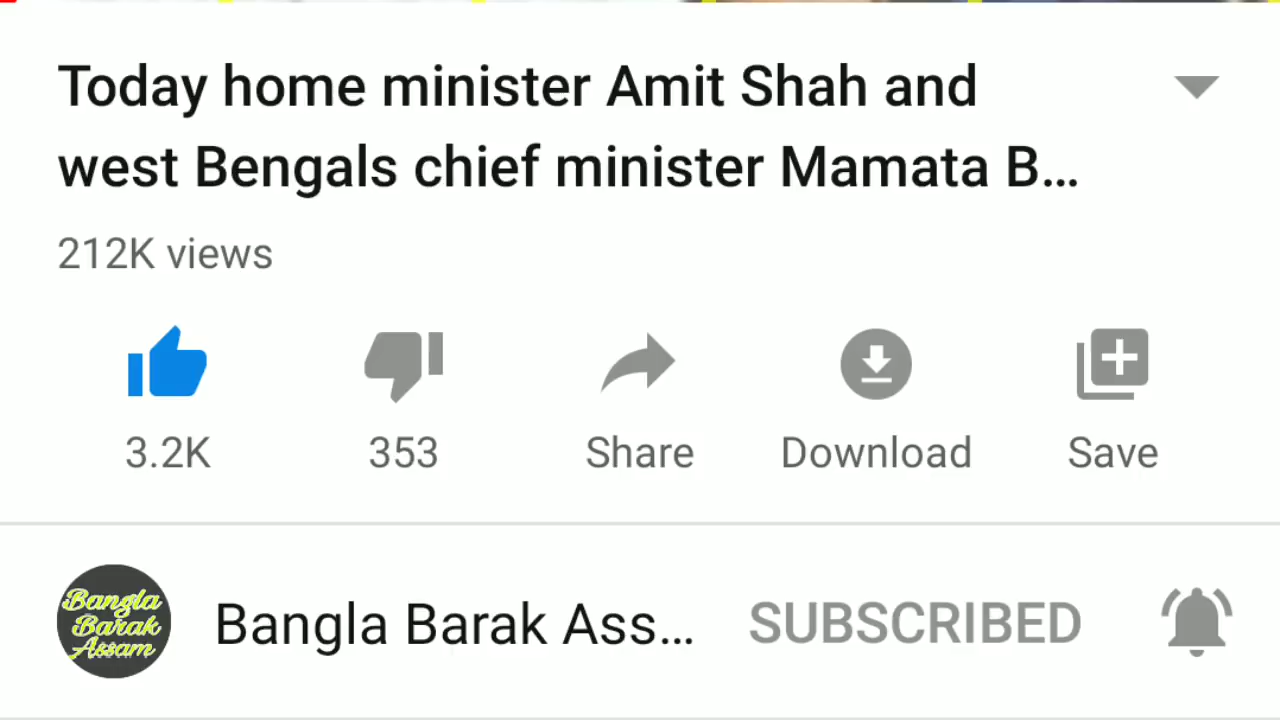 Today home minister Amit Shah and
west Bengals chief minister Mamata B...
212K views
3.2K
353
Share
Download
Save
Bangla
Barak
Assam
Bangla Barak Ass...
SUBSCRIBED